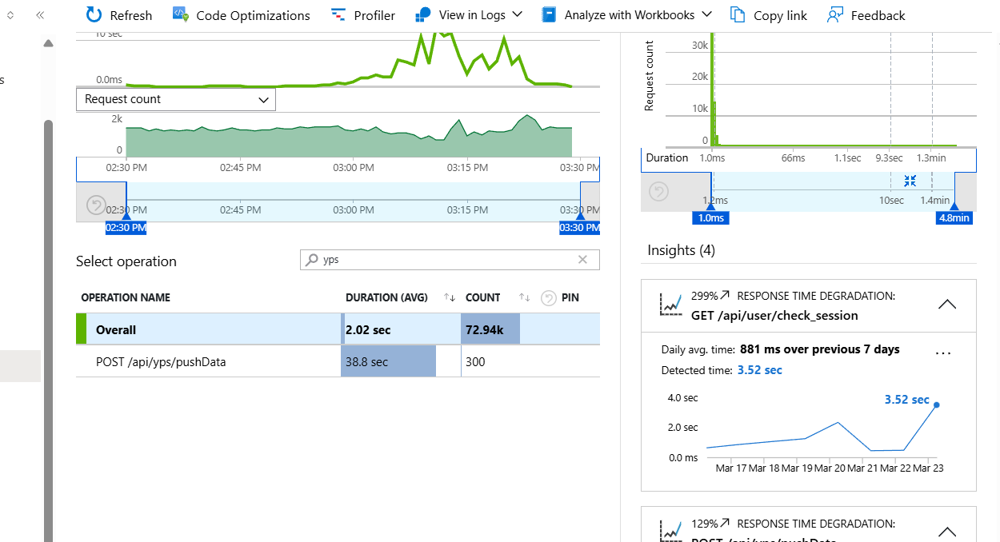 Refresh Code Optimizations Profiler View in Logs Analyze with Workbooks Copy link Feedback
s
10 sec
0.0ms
Request count
2k
0
02:30 PM 02:45 PM 03:00 PM 03:15 PM 03:30 PM
02:30 PM 02:45 PM 03:00 PM 03:15 PM 03:30 PM
02:30 PM 03:30 PM
Select operation
yps
OPERATION NAME DURATION (AVG) COUNT PIN
Overall 2.02 sec 72.94k
POST /api/yps/pushData 38.8 sec 300
Request count
30k
20k
10k
0
Duration 1.0ms 66ms 1.1sec 9.3sec 1.3min
1.2ms 10sec 1.4min
1.0ms 4.8min
Insights (4)
299% RESPONSE TIME DEGRADATION:
GET /api/user/check_session
Daily avg. time: 881 ms over previous 7 days
...
Detected time: 3.52 sec
4.0 sec
3.52 sec
2.0 sec
0.0 ms
Mar 17 Mar 18 Mar 19 Mar 20 Mar 21 Mar 22 Mar 23
129% RESPONSE TIME DEGRADATION:
POST /api/yps/pushData